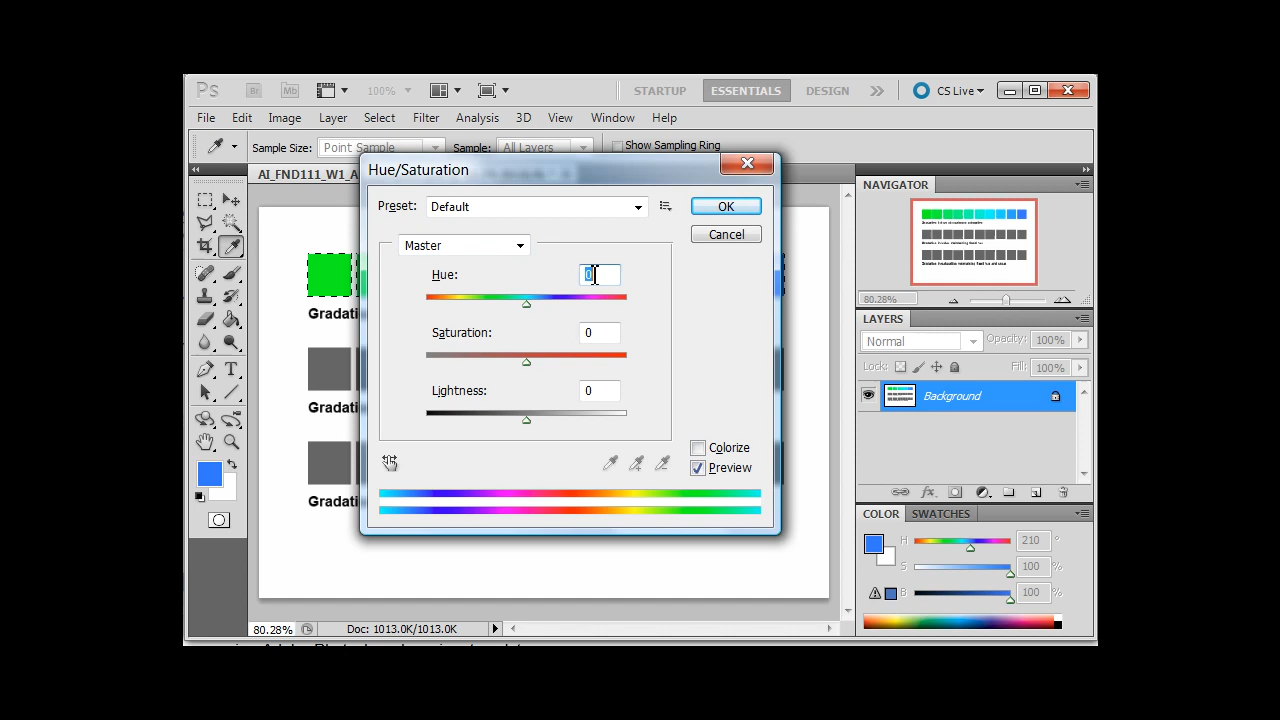 Ps Br Mb 100% STARTUP ESSENTIALS DESIGN CS Live
File Edit Image Layer Select Filter Analysis 3D View Window Help
Sample Size: Point Sample Sample: All Layers Show Sampling Ring
AI_FND111_W1_A
Hue/Saturation
Preset: Default
OK
Cancel
Master
Hue: 0
Saturation: 0
Lightness: 0
Colorize
Preview
Gradati
Gradati
Gradati
80.28% Doc: 1013.0K/1013.0K
NAVIGATOR
80.28%
LAYERS
Normal Opacity: 100%
Lock: Fill: 100%
Background
fx
COLOR SWATCHES
H 210 °
S 100 %
B 100 %